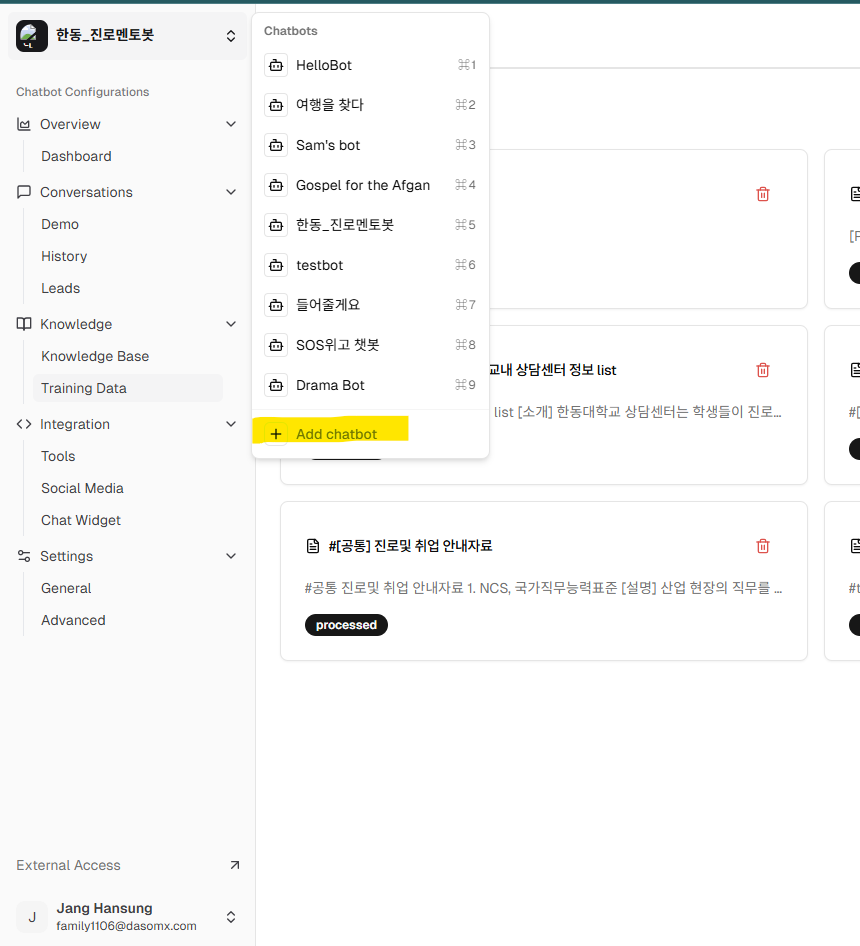 한동_진로멘토봇
Chatbot Configurations
Overview
Dashboard
Conversations
Demo
History
Leads
Knowledge
Knowledge Base
Training Data
Integration
Tools
Social Media
Chat Widget
Settings
General
Advanced
External Access
J
Jang Hansung
family1106@dasomx.com
Chatbots
HelloBot ⌘1
여행을 찾다 ⌘2
Sam's bot ⌘3
Gospel for the Afgan ⌘4
한동_진로멘토봇 ⌘5
testbot ⌘6
들어줄게요 ⌘7
SOS위고 챗봇 ⌘8
Drama Bot ⌘9
+ Add chatbot
교내 상담센터 정보 list
list [소개] 한동대학교 상담센터는 학생들이 진로...
#[공통] 진로및 취업 안내자료
#공통 진로및 취업 안내자료 1. NCS, 국가직무능력표준 [설명] 산업 현장의 직무를 ...
processed